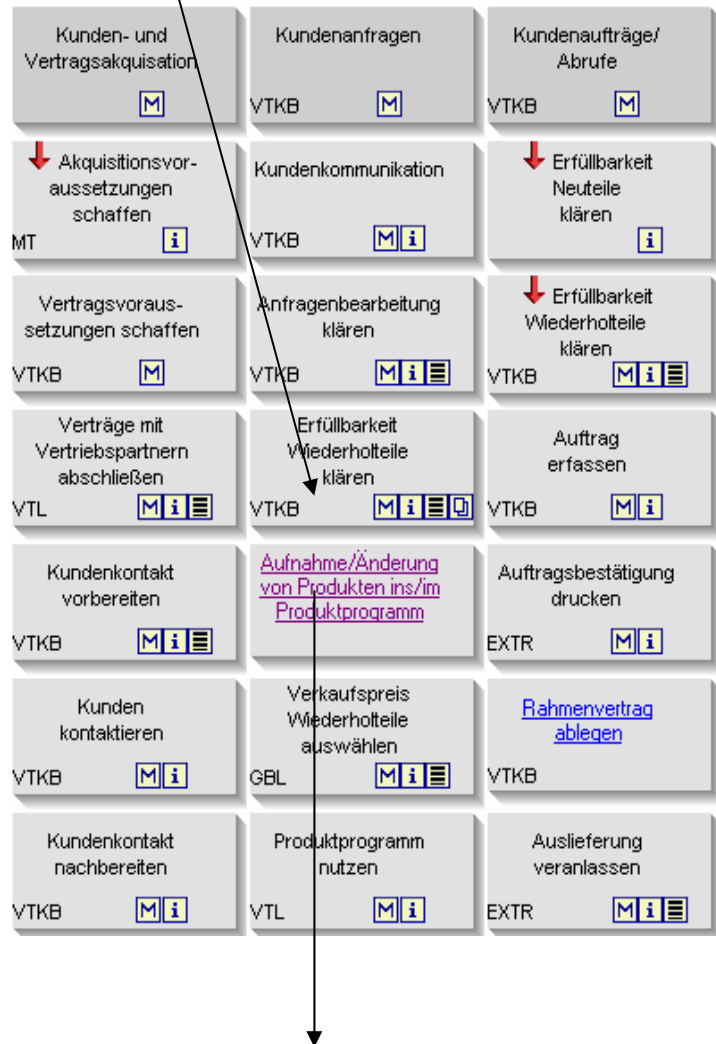 Kunden- und
Vertragsakquisation
M
Kundenanfragen
VTKB M
Kundenaufträge/
Abrufe
VTKB M
Akquisitionsvor-
aussetzungen
schaffen
MT i
Kundenkommunikation
VTKB M i
Erfüllbarkeit
Neuteile
klären
i
Vertragsvoraus-
setzungen schaffen
VTKB M
Anfragenbearbeitung
klären
VTKB M i
Erfüllbarkeit
Wiederholteile
klären
VTKB M i
Verträge mit
Vertriebspartnern
abschließen
VTL M i
Erfüllbarkeit
Wiederholteile
klären
VTKB M i
Auftrag
erfassen
VTKB M i
Kundenkontakt
vorbereiten
VTKB M i
Aufnahme/Änderung
von Produkten ins/im
Produktprogramm
Auftragsbestätigung
drucken
EXTR M i
Kunden
kontaktieren
VTKB M i
Verkaufspreis
Wiederholteile
auswählen
GBL M i
Rahmenvertrag
ablegen
VTKB
Kundenkontakt
nachbereiten
VTKB M i
Produktprogramm
nutzen
VTL M i
Auslieferung
veranlassen
EXTR M i